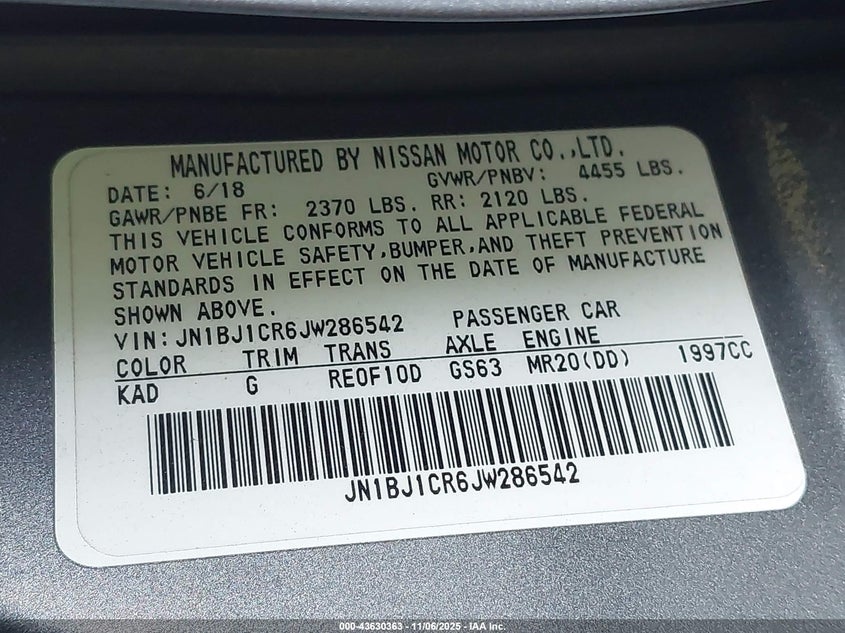 MANUFACTURED BY NISSAN MOTOR CO.,LTD.
DATE: 6/18 GVWR/PNBV: 4455 LBS.
GAWR/PNBE FR: 2370 LBS. RR: 2120 LBS.
THIS VEHICLE CONFORMS TO ALL APPLICABLE FEDERAL
MOTOR VEHICLE SAFETY,BUMPER,AND THEFT PREVENTION
STANDARDS IN EFFECT ON THE DATE OF MANUFACTURE
SHOWN ABOVE.
VIN:JN1BJ1CR6JW286542 PASSENGER CAR
COLOR TRIM TRANS AXLE ENGINE
KAD G RE0F10D GS63 MR20(DD) 1997CC
JN1BJ1CR6JW286542
000-43630363 - 11/06/2025 - IAA Inc.